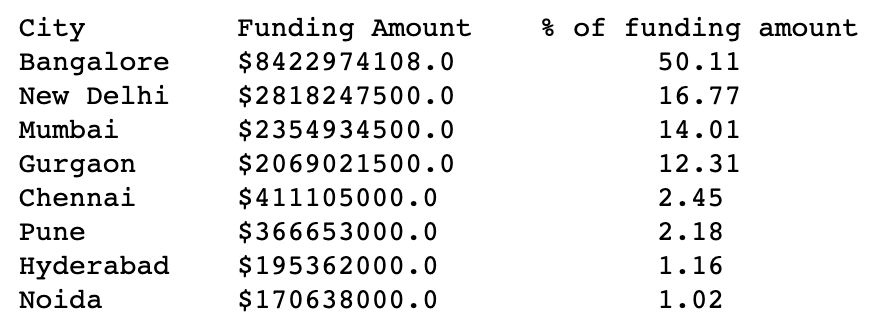 City Funding Amount % of funding amount
Bangalore $8422974108.0 50.11
New Delhi $2818247500.0 16.77
Mumbai $2354934500.0 14.01
Gurgaon $2069021500.0 12.31
Chennai $411105000.0 2.45
Pune $366653000.0 2.18
Hyderabad $195362000.0 1.16
Noida $170638000.0 1.02